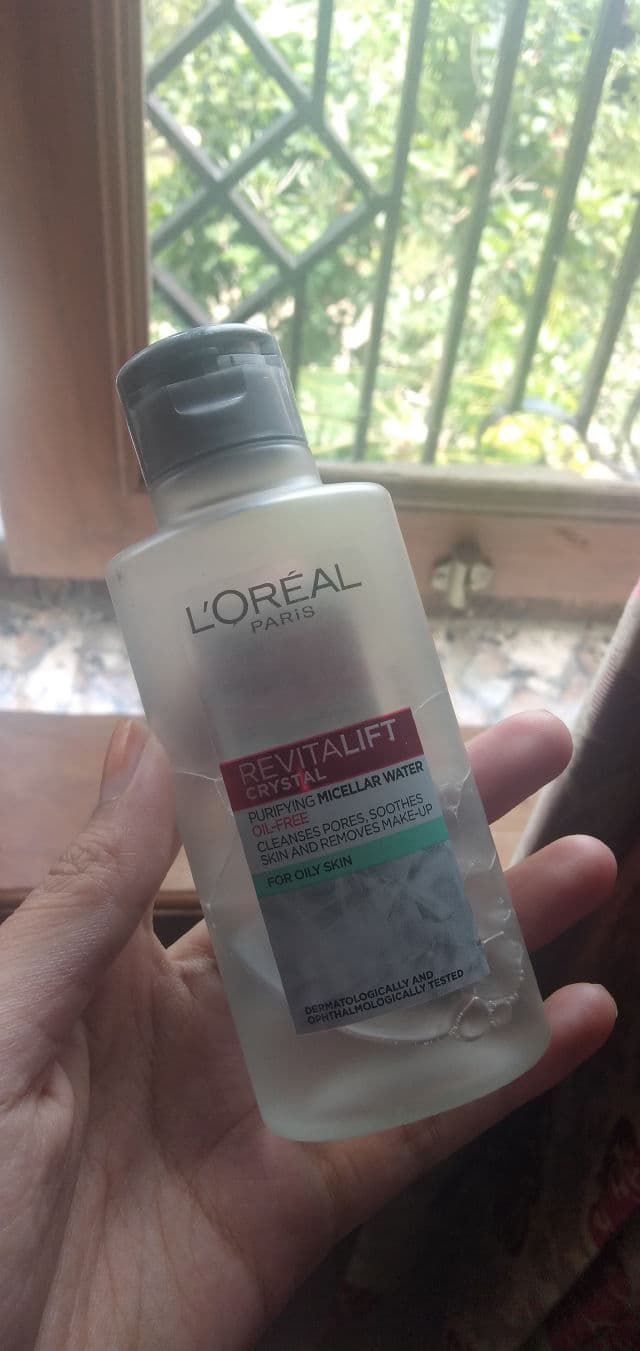 L'ORÉAL
PARiS
REVITALIFT
CRYSTAL
PURIFYING MICELLAR WATER
OIL-FREE
CLEANSES PORES, SOOTHES
SKIN AND REMOVES MAKE-UP
FOR OILY SKIN
DERMATOLOGICALLY AND
OPHTHALMOLOGICALLY TESTED